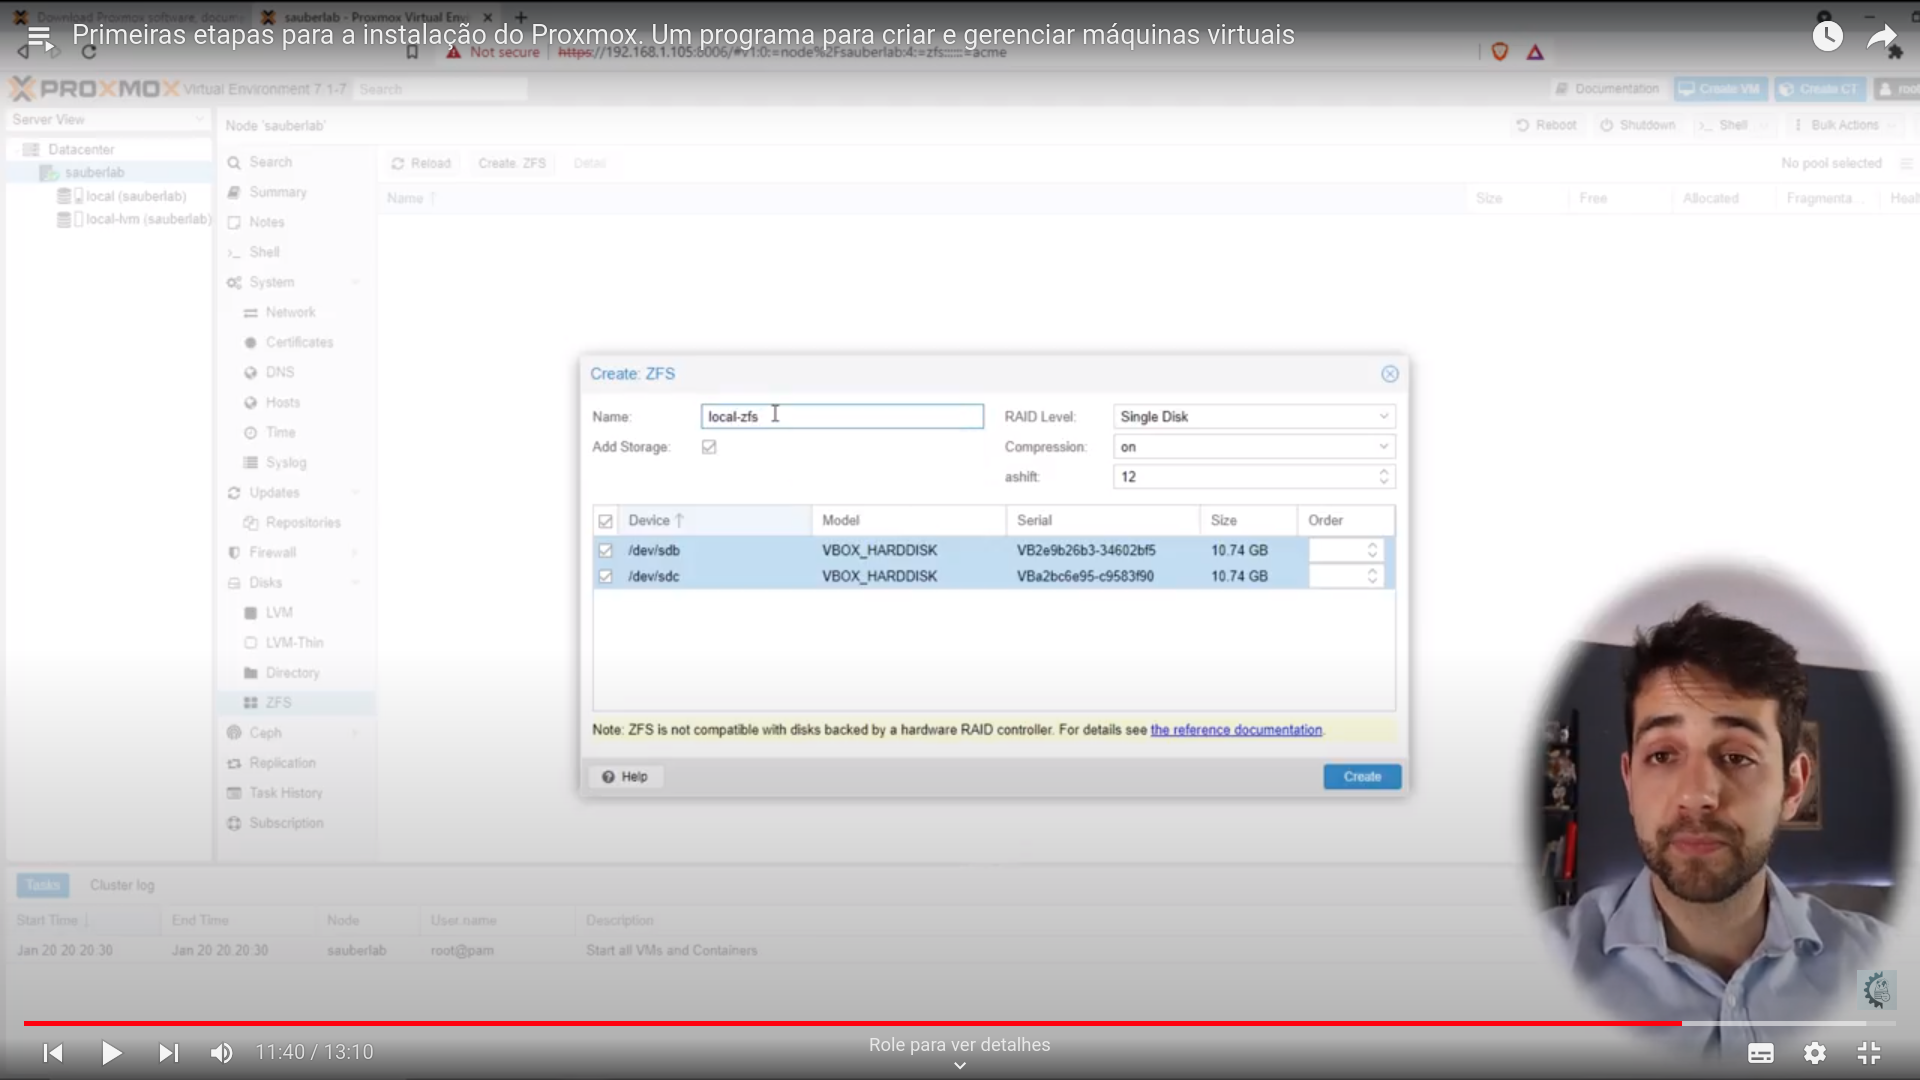 Download Proxmox software, docum
sauberlab - Proxmox Virtual Env
Primeiras etapas para a instalação do Proxmox. Um programa para criar e gerenciar máquinas virtuais
Not secure https://192.168.1.105:8006/#v1:0:=node%2Fsauberlab:4:=zfs::::::=acme
PROXMOX Virtual Environment 7.1-7 Search
Documentation Create VM Create CT root
Server View
Node 'sauberlab'
Reboot Shutdown Shell Bulk Actions
Datacenter
sauberlab
local (sauberlab)
local-lvm (sauberlab)
Search
Summary
Notes
Shell
System
Network
Certificates
DNS
Hosts
Time
Syslog
Updates
Repositories
Firewall
Disks
LVM
LVM-Thin
Directory
ZFS
Ceph
Replication
Task History
Subscription
Reload Create: ZFS Detail
No pool selected
Name Size Free Allocated Fragmenta... Heal
Create: ZFS
Name: local-zfs RAID Level: Single Disk
Add Storage: Compression: on
ashift: 12
Device Model Serial Size Order
/dev/sdb VBOX_HARDDISK VB2e9b26b3-34602bf5 10.74 GB
/dev/sdc VBOX_HARDDISK VBa2bc6e95-c9583f90 10.74 GB
Note: ZFS is not compatible with disks backed by a hardware RAID controller. For details see the reference documentation.
Help Create
Tasks Cluster log
Start Time End Time Node User name Description
Jan 20 20:20:30 Jan 20 20:20:30 sauberlab root@pam Start all VMs and Containers
11:40 / 13:10
Role para ver detalhes